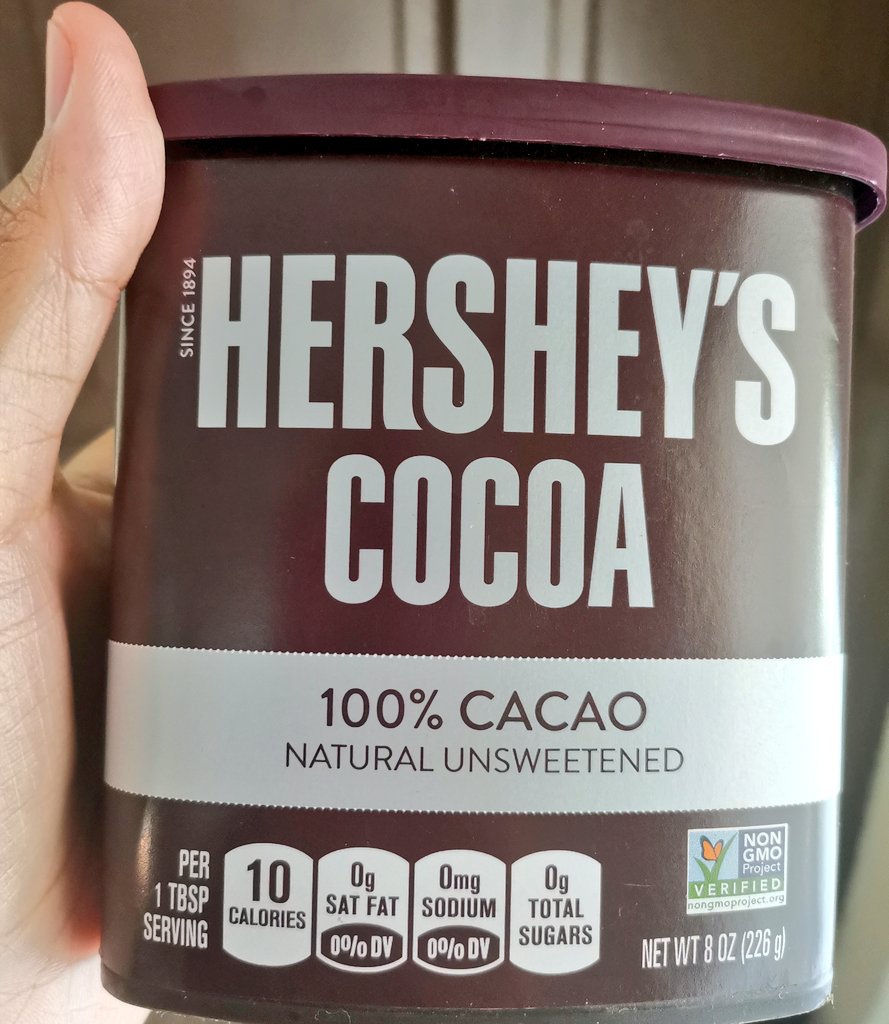 SINCE 1894
HERSHEY'S
COCOA
100% CACAO
NATURAL UNSWEETENED
PER
1 TBSP
SERVING
10
CALORIES
0g
SAT FAT
0% DV
0mg
SODIUM
0% DV
0g
TOTAL
SUGARS
NON
GMO
Project
VERIFIED
nongmoproject.org
NET WT 8 OZ (226 g)